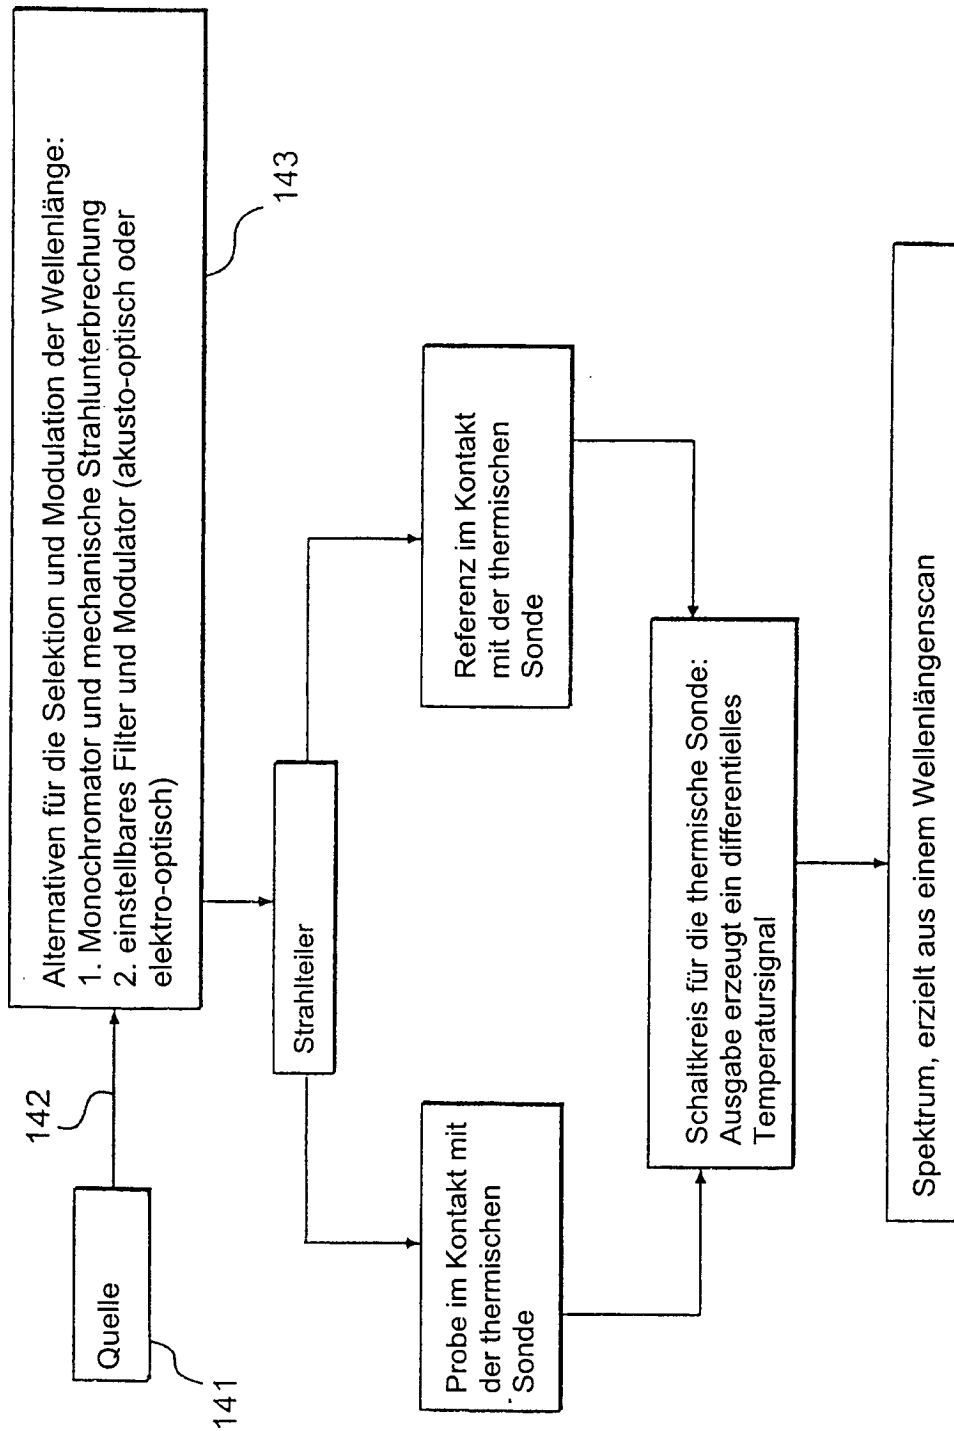 Quelle
141
142
Alternativen für die Selektion und Modulation der Wellenlänge:
1. Monochromator und mechanische Strahlunterbrechung
2. einstellbares Filter und Modulator (akusto-optisch oder
elektro-optisch)
143
Strahlteiler
Probe im Kontakt mit
der thermischen
Sonde
Referenz im Kontakt
mit der thermischen
Sonde
Schaltkreis für die thermische Sonde:
Ausgabe erzeugt ein differentielles
Temperatursignal
Spektrum, erzielt aus einem Wellenlängenscan